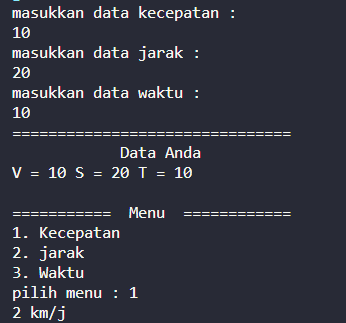 masukkan data kecepatan :
10
masukkan data jarak :
20
masukkan data waktu :
10
===============================
Data Anda
V = 10 S = 20 T = 10
=========== Menu ============
1. Kecepatan
2. jarak
3. Waktu
pilih menu : 1
2 km/j